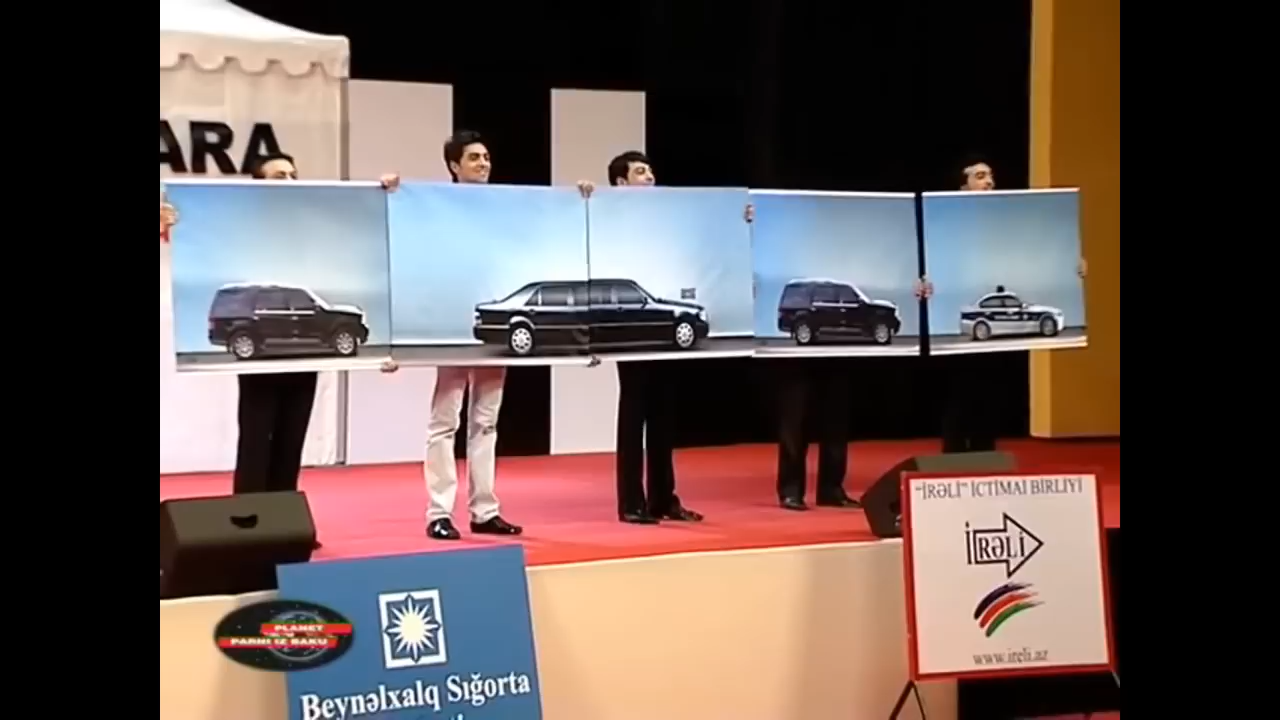 ARA
"İRƏLİ" İCTİMAİ BİRLİYİ
İRƏLİ
www.ireli.az
PLANET
PARNI IZ BAKU
Beynəlxalq Sığorta